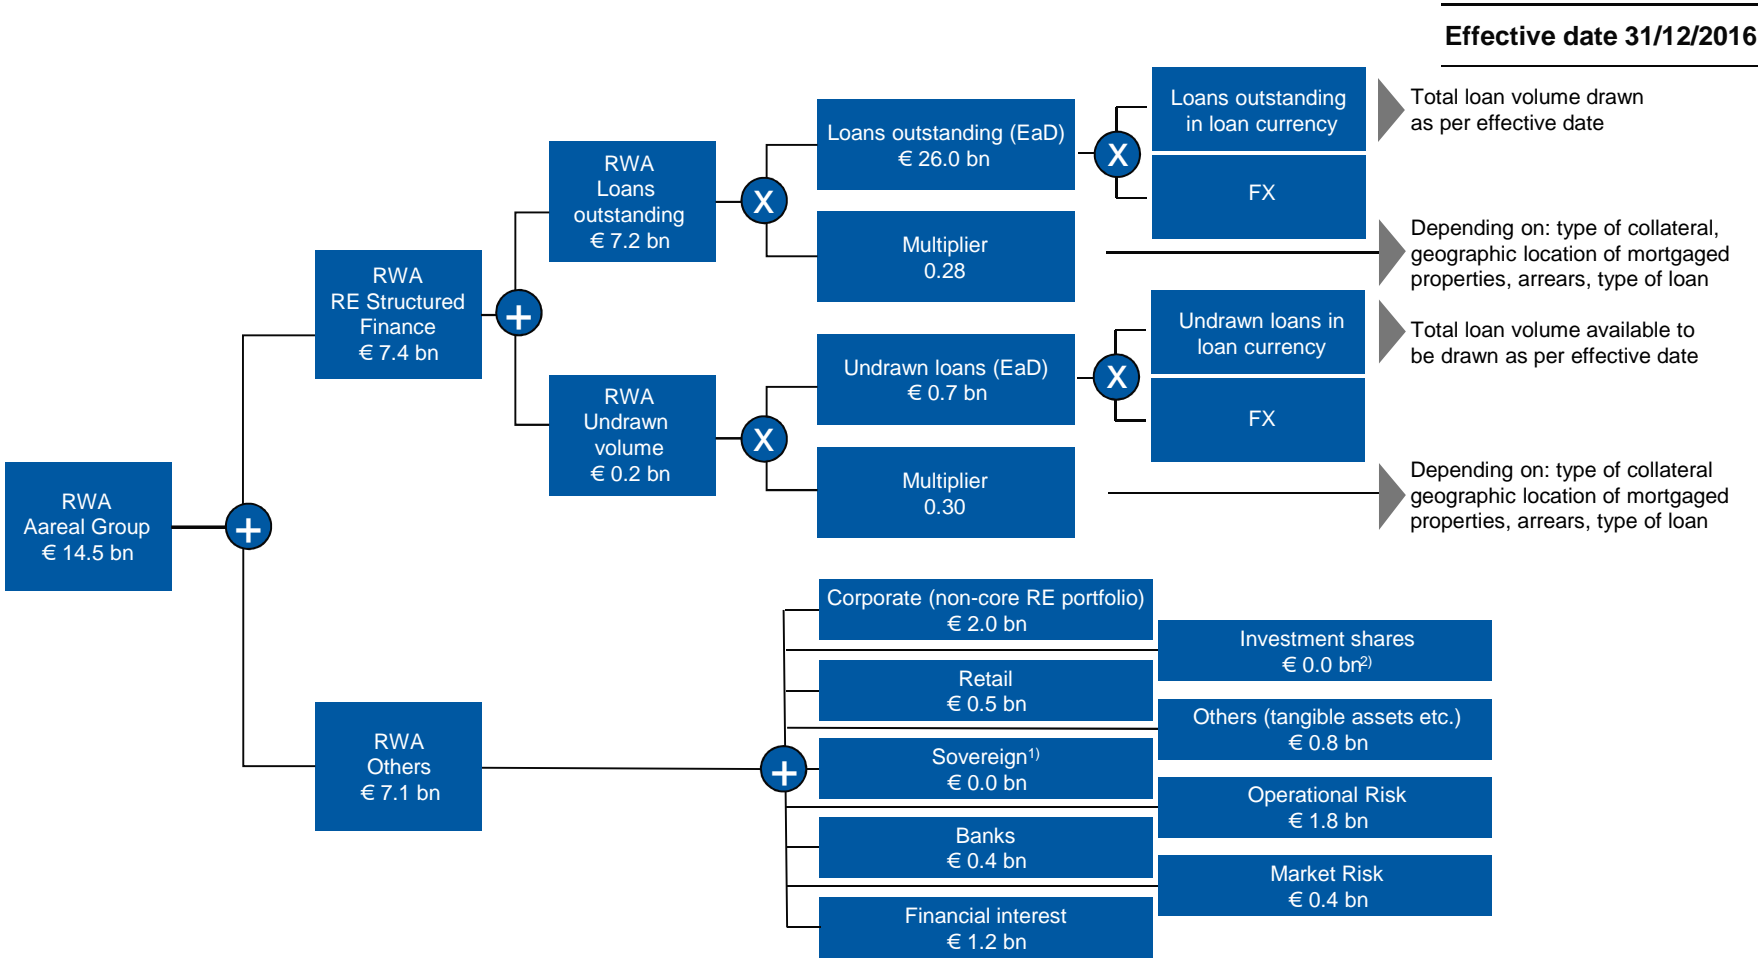 Effective date 31/12/2016
Loans outstanding
in loan currency
Total loan volume drawn
as per effective date
Loans outstanding (EaD)
€ 26.0 bn
X
FX
RWA
Loans
outstanding
€ 7.2 bn
X
Multiplier
0.28
Depending on: type of collateral,
geographic location of mortgaged
properties, arrears, type of loan
RWA
RE Structured
Finance
€ 7.4 bn
+
Undrawn loans in
loan currency
Total loan volume available to
be drawn as per effective date
Undrawn loans (EaD)
€ 0.7 bn
X
FX
RWA
Undrawn
volume
€ 0.2 bn
X
Multiplier
0.30
Depending on: type of collateral
geographic location of mortgaged
properties, arrears, type of loan
RWA
Aareal Group
€ 14.5 bn
+
Corporate (non-core RE portfolio)
€ 2.0 bn
Investment shares
€ 0.0 bn2)
Retail
€ 0.5 bn
Others (tangible assets etc.)
€ 0.8 bn
RWA
Others
€ 7.1 bn
+
Sovereign1)
€ 0.0 bn
Operational Risk
€ 1.8 bn
Banks
€ 0.4 bn
Market Risk
€ 0.4 bn
Financial interest
€ 1.2 bn